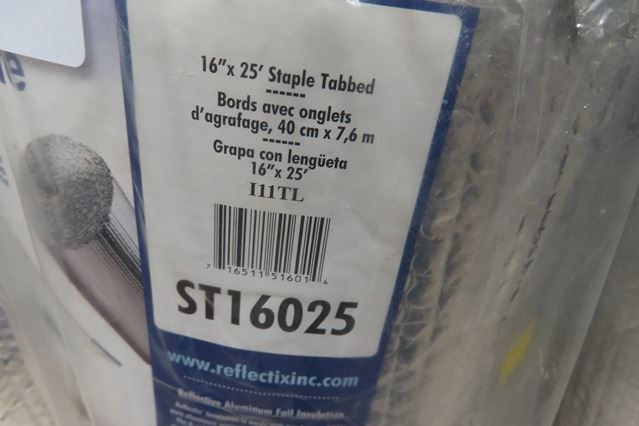 16"x 25' Staple Tabbed
------
Bords avec onglets
d'agrafage, 40 cm x 7,6 m
------
Grapa con lengüeta
16"x 25'
I11TL
7 16511 51601 4
ST16025
www.reflectixinc.com
Reflective Aluminum Foil Insulation